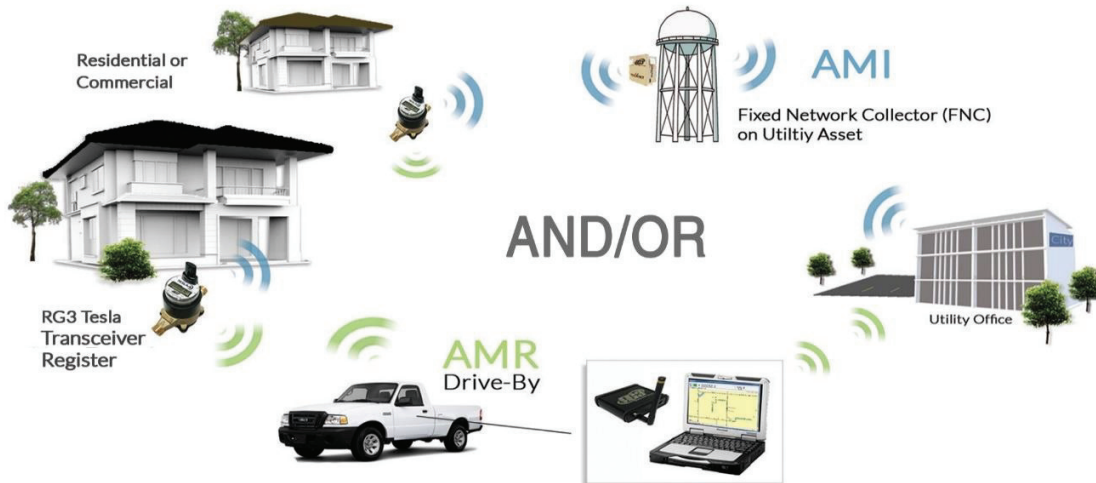 Residential or
Commercial
AMI
Fixed Network Collector (FNC)
on Utiltiy Asset
AND/OR
City
RG3 Tesla
Transceiver
Register
Utility Office
AMR
Drive-By